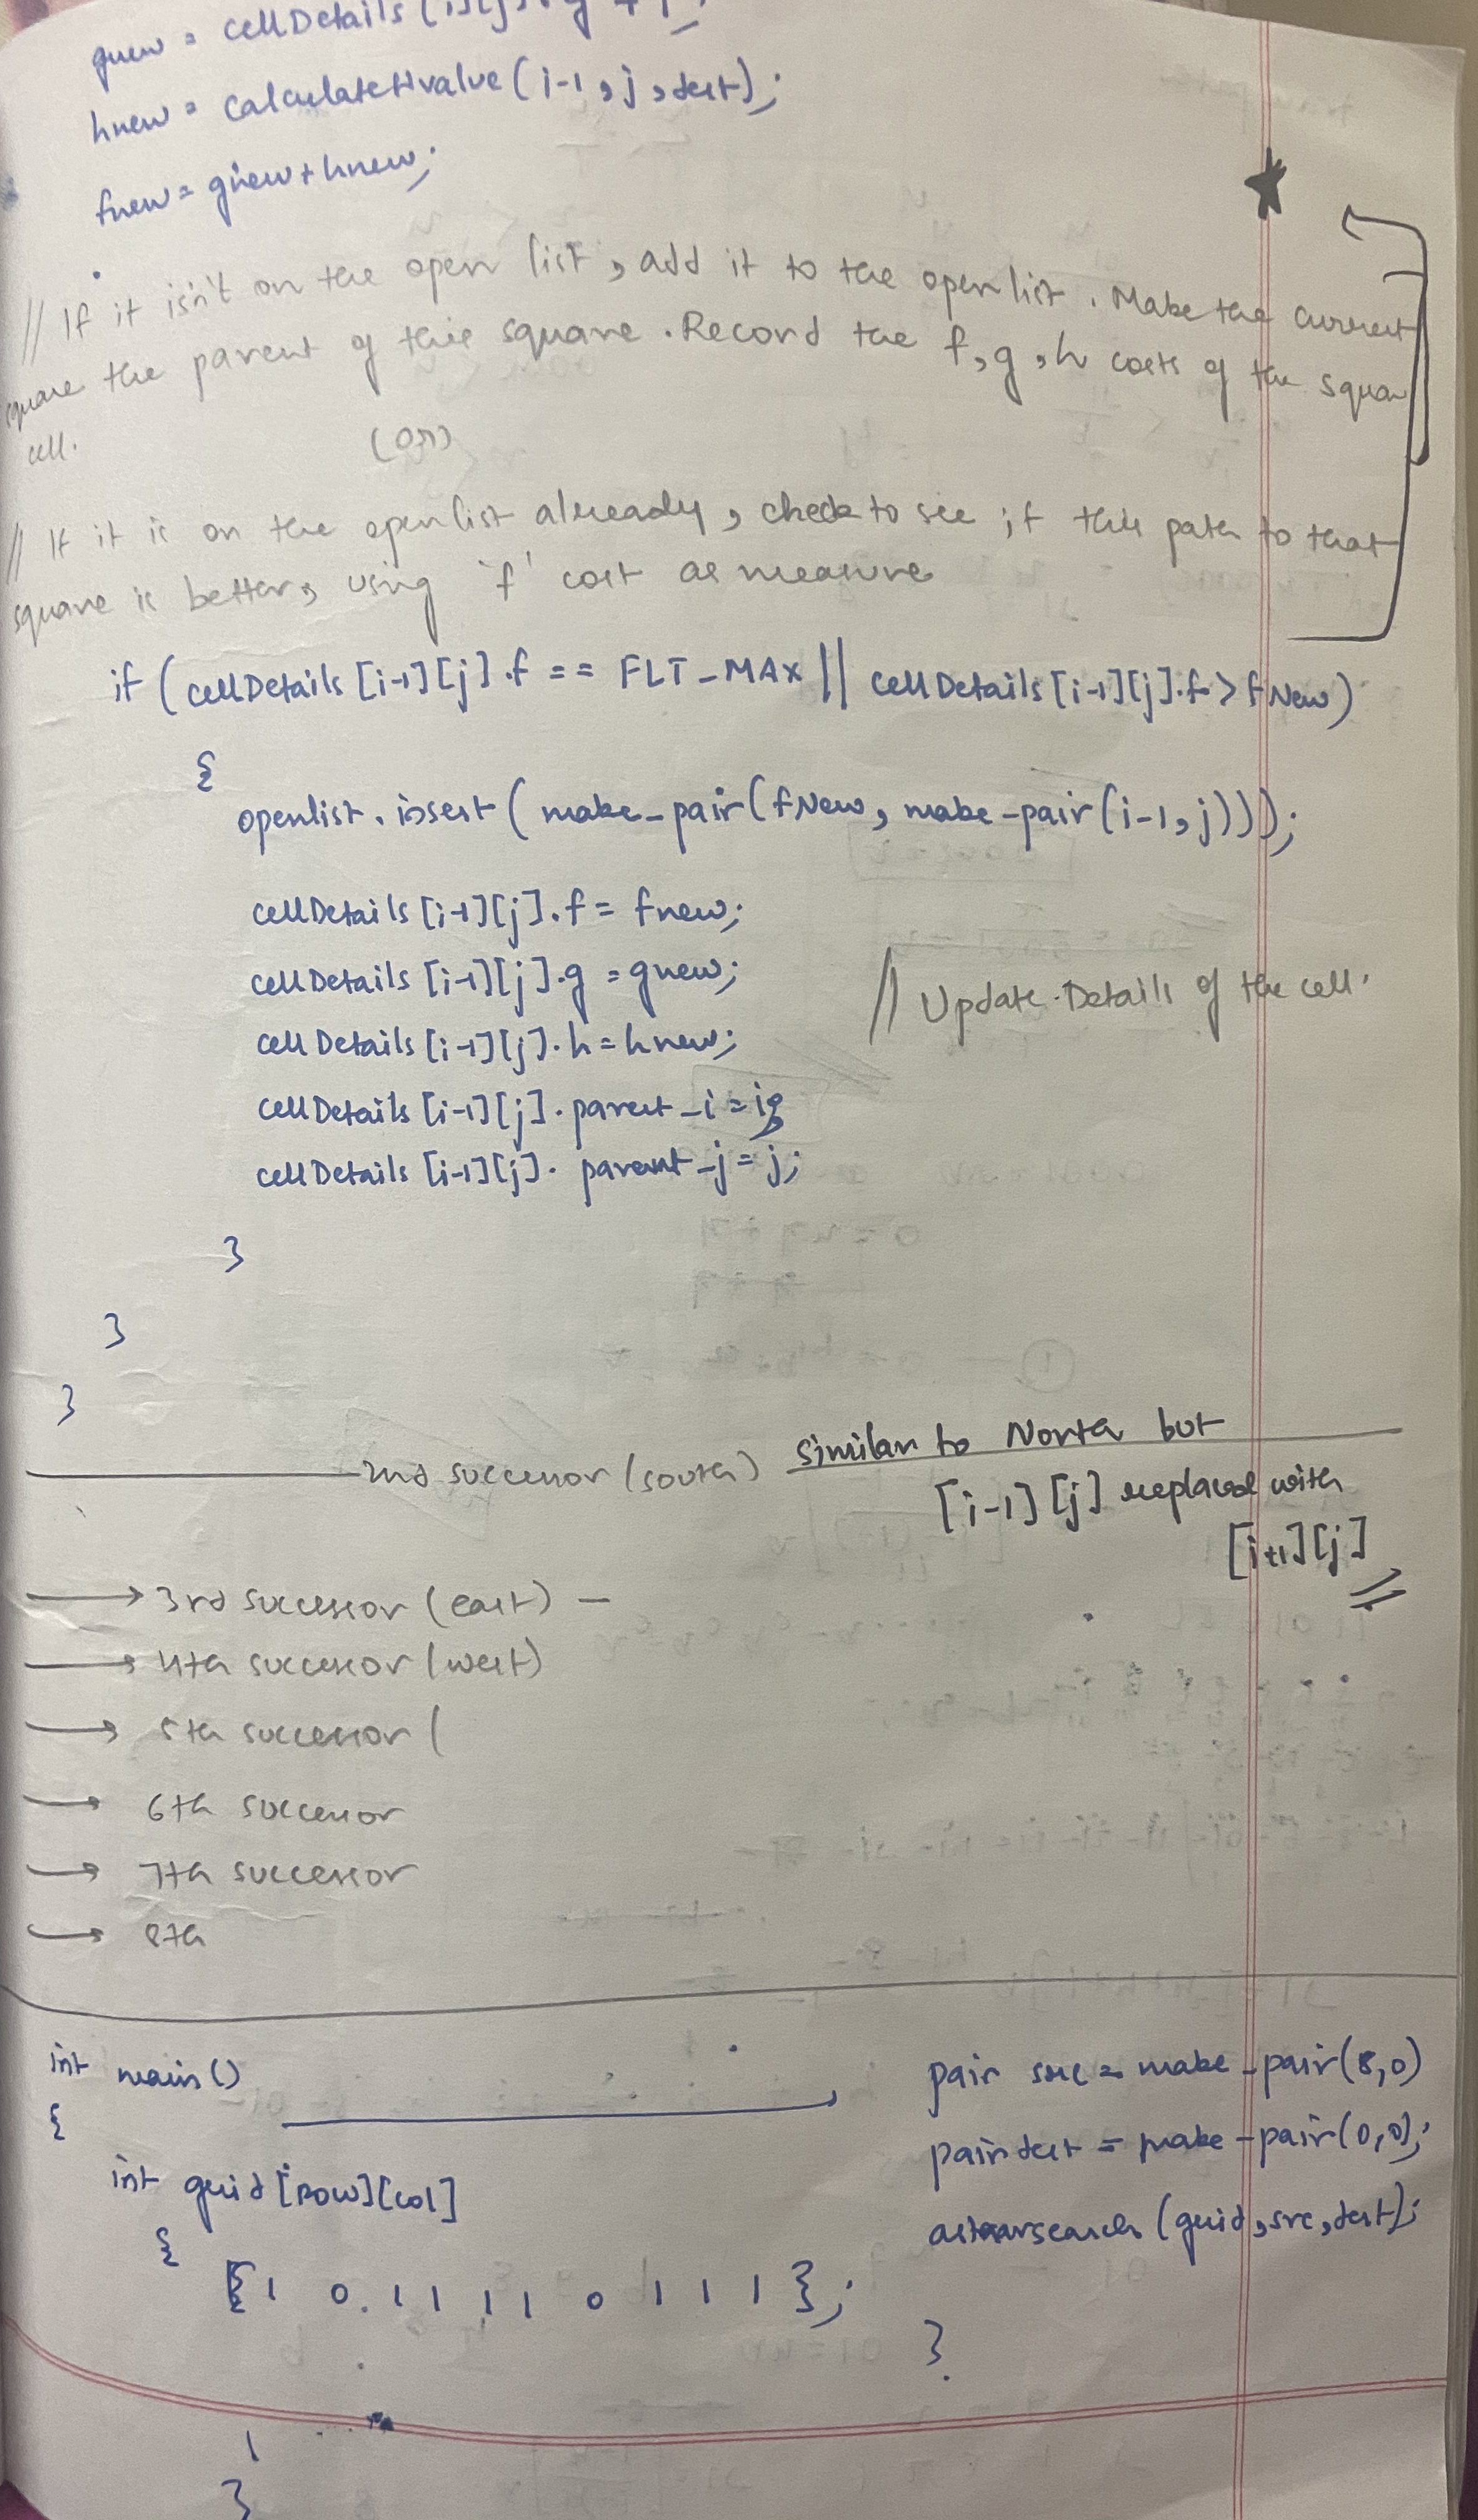 gnew = cellDetails[i][j].g + 1;
hnew = calculateHvalue(i-1, j, dest);
fnew = gnew + hnew;
// If it isn't on the open list, add it to the open list. Make the current
square the parent of this square. Record the f, g, h costs of the square
cell.
(or)
// If it is on the openlist already, check to see if this path to that
square is better, using 'f' cost as measure
if (cellDetails[i-1][j].f == FLT_MAX || cellDetails[i-1][j].f > fNew)
{
openlist.insert(make_pair(fNew, make_pair(i-1, j)));
cellDetails[i-1][j].f = fnew;
cellDetails[i-1][j].g = gnew;
// Update Details of the cell.
cellDetails[i-1][j].h = hnew;
cellDetails[i-1][j].parent_i = i;
cellDetails[i-1][j].parent_j = j;
}
}
}
2nd successor (south) similar to North but
[i-1][j] replaced with
[i+1][j]
→ 3rd successor (east) -
→ 4th successor (west)
→ 5th successor (
→ 6th successor
→ 7th successor
→ 8th
int main()
{
int grid[row][col]
{
{1 0 1 1 1 1 0 1 1 1};
1
}
pair src = make_pair(8,0)
pair dest = make_pair(0,0);
astarsearch(grid, src, dest);
}